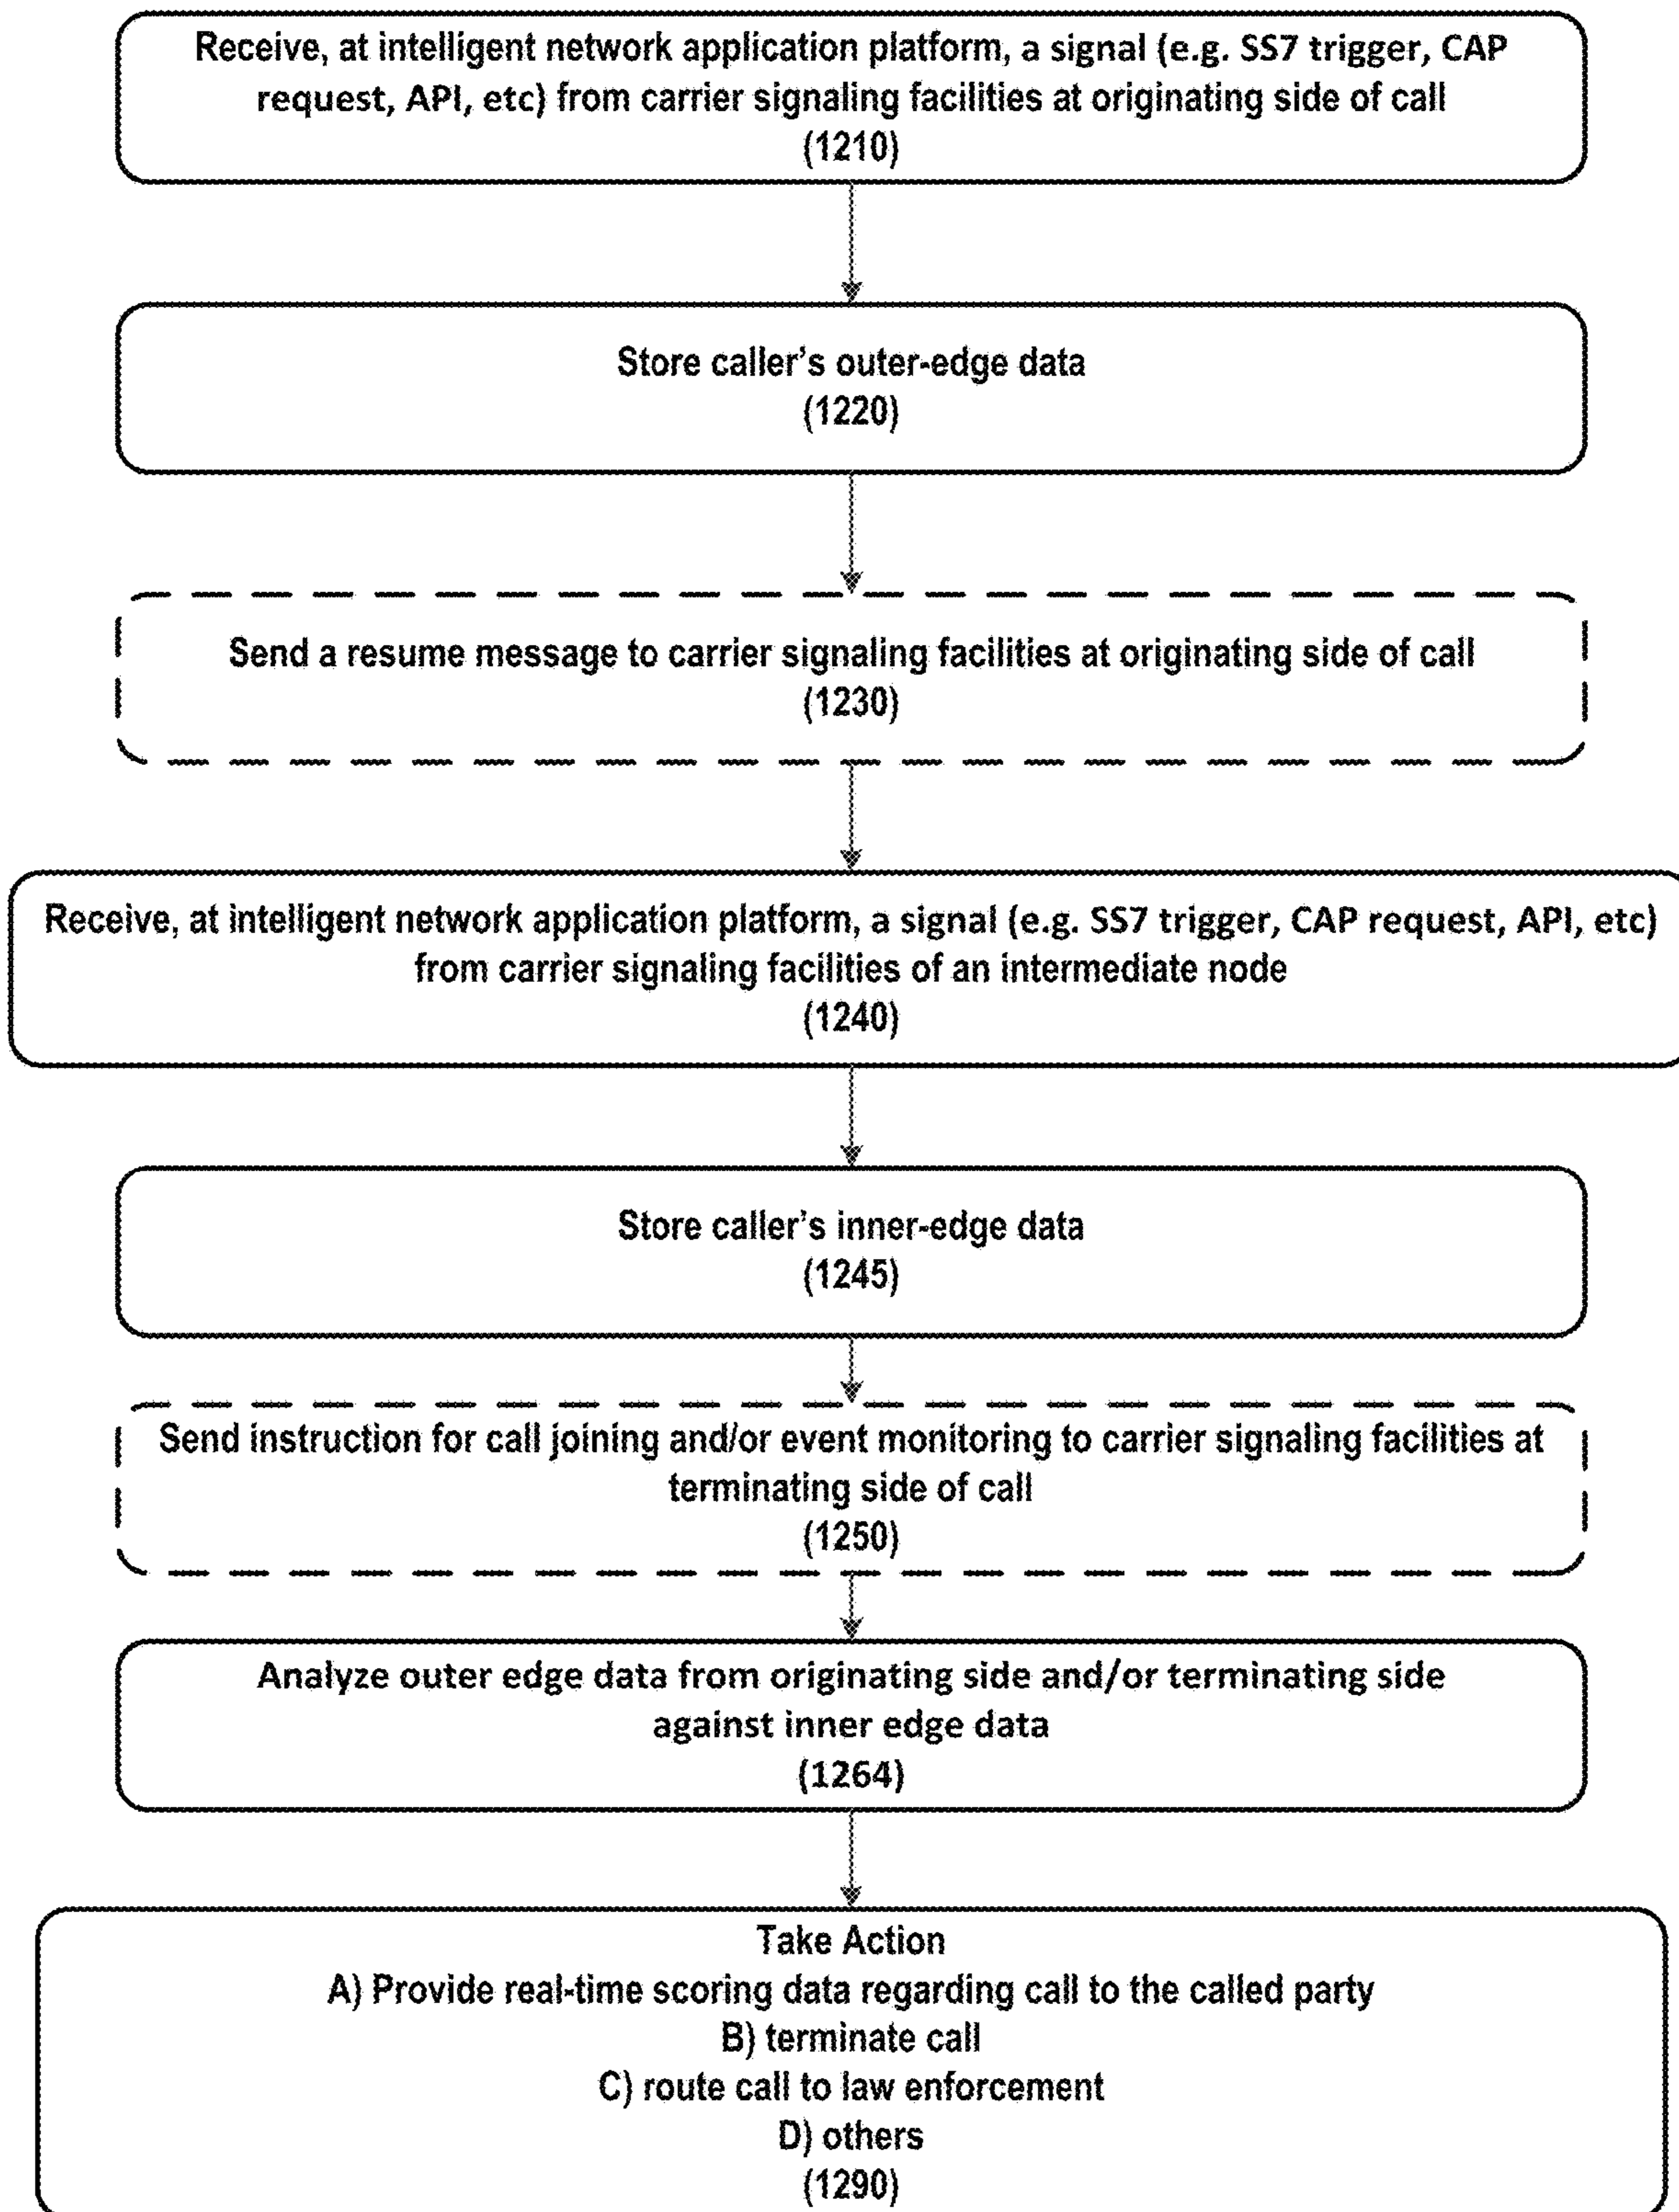 Receive, at intelligent network application platform, a signal (e.g. SS7 trigger, CAP
request, API, etc) from carrier signaling facilities at originating side of call
(1210)
Store caller's outer-edge data
(1220)
Send a resume message to carrier signaling facilities at originating side of call
(1230)
Receive, at intelligent network application platform, a signal (e.g. SS7 trigger, CAP request, API, etc)
from carrier signaling facilities of an intermediate node
(1240)
Store caller's inner-edge data
(1245)
Send instruction for call joining and/or event monitoring to carrier signaling facilities at
terminating side of call
(1250)
Analyze outer edge data from originating side and/or terminating side
against inner edge data
(1264)
Take Action
A) Provide real-time scoring data regarding call to the called party
B) terminate call
C) route call to law enforcement
D) others
(1290)